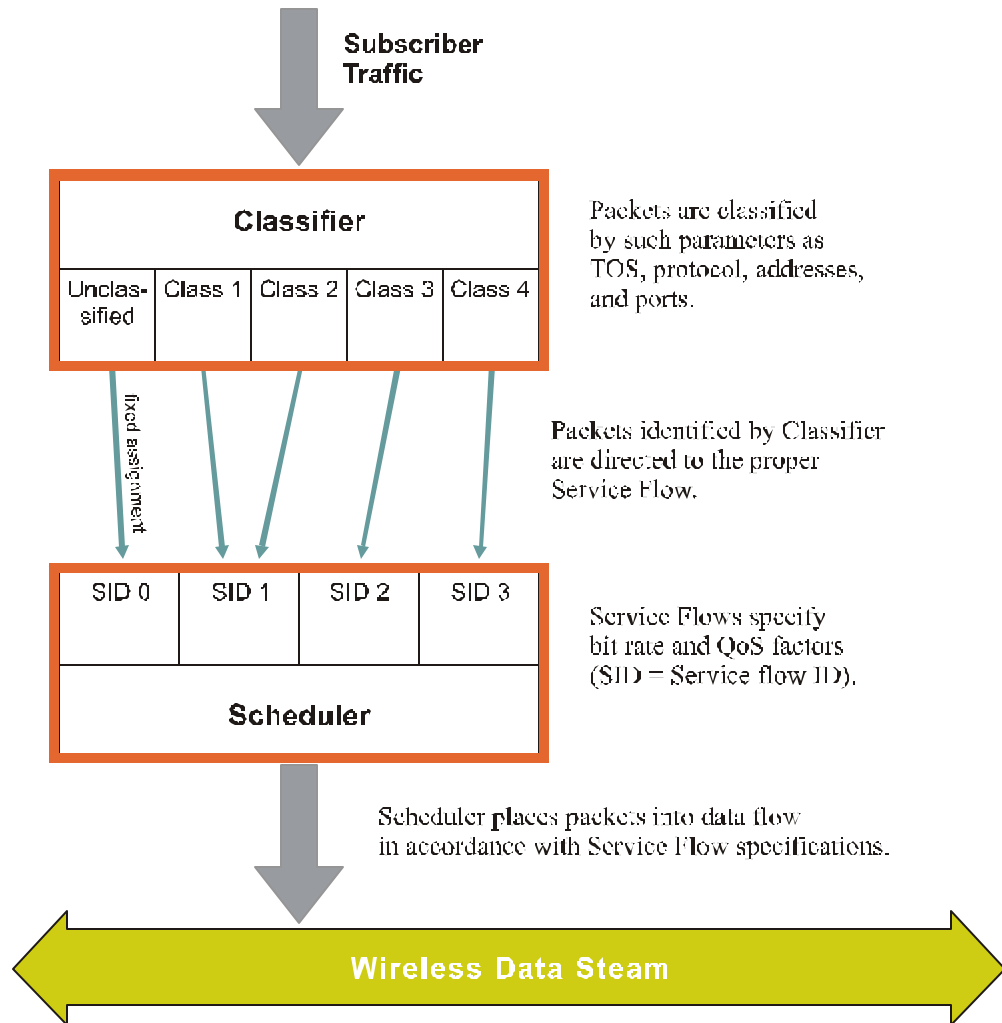 Subscriber
Traffic
Classifier
Unclas-
sified
Class 1
Class 2
Class 3
Class 4
Packets are classified
by such parameters as
TOS, protocol, addresses,
and ports.
fixed assignment
Packets identified by Classifier
are directed to the proper
Service Flow.
SID 0
SID 1
SID 2
SID 3
Scheduler
Service Flows specify
bit rate and QoS factors
(SID = Service flow ID).
Scheduler places packets into data flow
in accordance with Service Flow specifications.
Wireless Data Steam